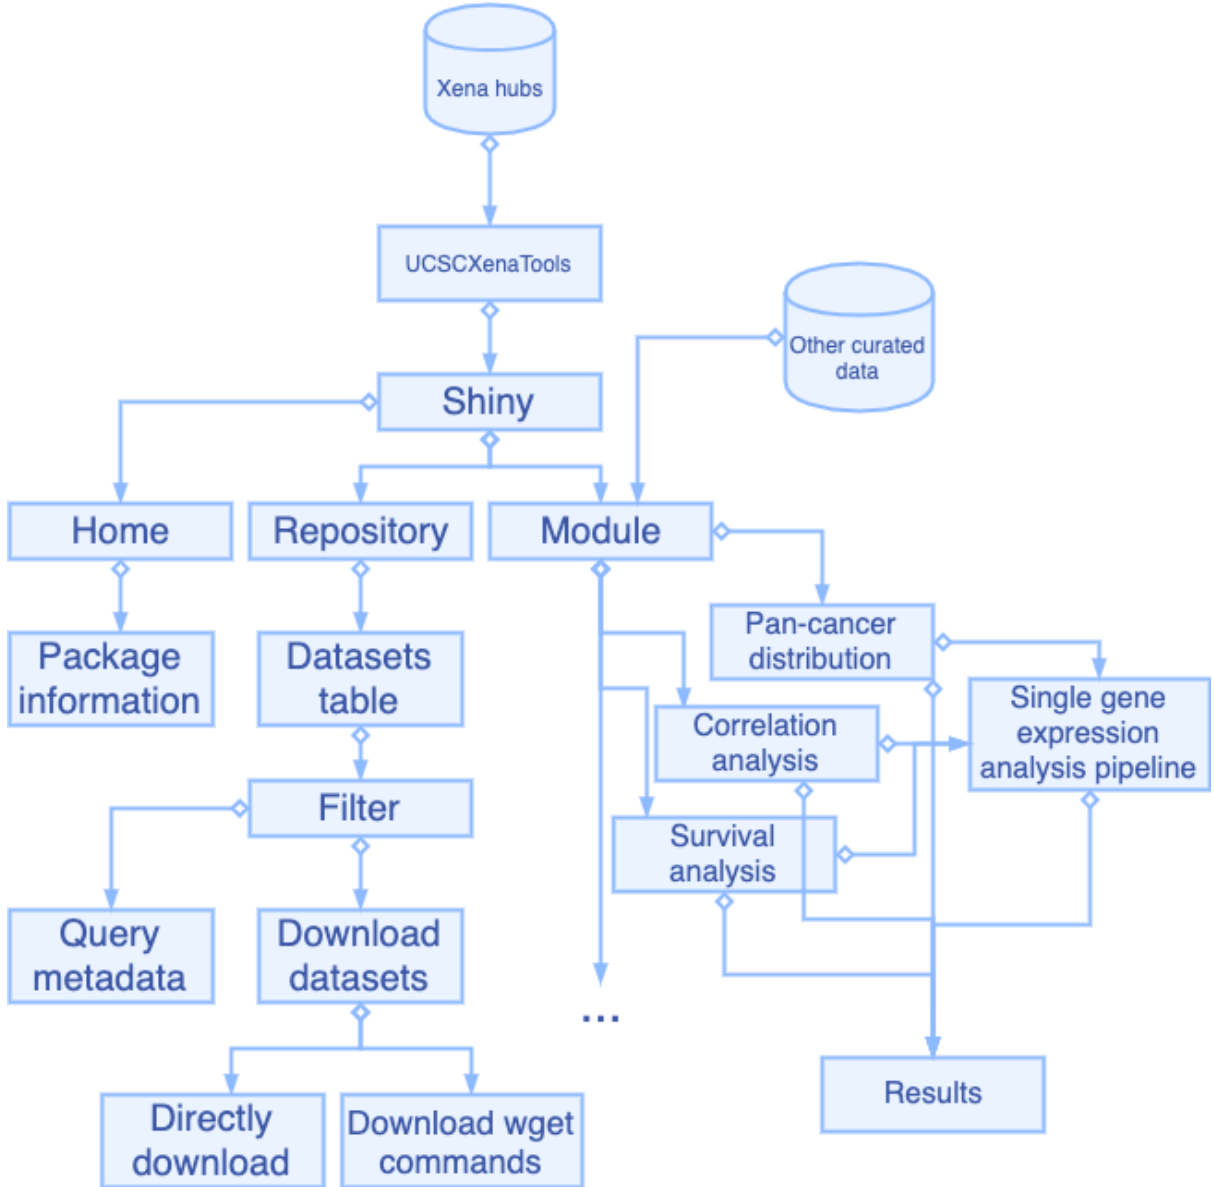 Xena hubs
UCSCXenaTools
Other curated
data
Shiny
Home
Repository
Module
Package
information
Datasets
table
Pan-cancer
distribution
Single gene
expression
analysis pipeline
Correlation
analysis
Filter
Survival
analysis
Query
metadata
Download
datasets
...
Results
Directly
download
Download wget
commands